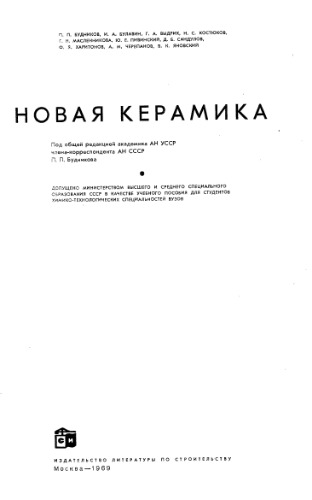 П. П. БУДНИКОВ, И. А. БУЛАВИН, Г. А. ВЫДРИК, Н. С. КОСТЮКОВ,
Г. Н. МАСЛЕННИКОВА, Ю. Е. ПИВИНСКИЙ, Д. Б. САНДУЛОВ,
Ф. Я. ХАРИТОНОВ, А. Н. ЧЕРЕПАНОВ, В. К. ЯНОВСКИЙ
НОВАЯ КЕРАМИКА
Под общей редакцией академика АН УССР
члена-корреспондента АН СССР
П. П. Будникова
ДОПУЩЕНО МИНИСТЕРСТВОМ ВЫСШЕГО И СРЕДНЕГО СПЕЦИАЛЬНОГО
ОБРАЗОВАНИЯ СССР В КАЧЕСТВЕ УЧЕБНОГО ПОСОБИЯ ДЛЯ СТУДЕНТОВ
ХИМИКО-ТЕХНОЛОГИЧЕСКИХ СПЕЦИАЛЬНОСТЕЙ ВУЗОВ
С И
ИЗДАТЕЛЬСТВО ЛИТЕРАТУРЫ ПО СТРОИТЕЛЬСТВУ
Москва—1969